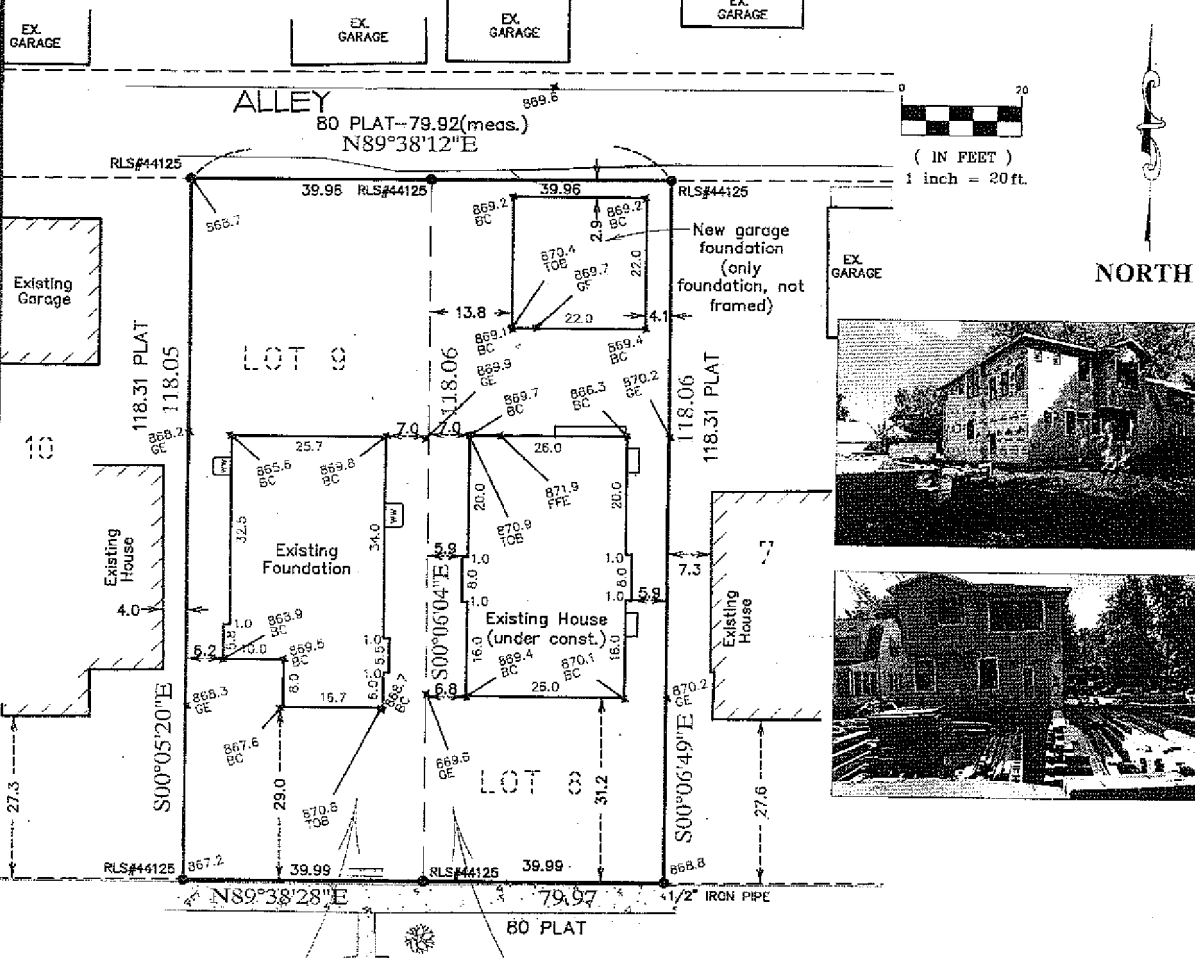 EX.
GARAGE
EX.
GARAGE
EX.
GARAGE
EX.
GARAGE
ALLEY
869.6
80 PLAT-79.92(meas.)
N89°38'12"E
0 20
( IN FEET )
1 inch = 20 ft.
NORTH
RLS#44125
39.96
RLS#44125
39.96
RLS#44125
868.7
869.2
BC
869.2
BC
2.9
New garage
foundation
(only
foundation, not
framed)
870.4
TOB
869.7
GE
22.0
EX.
GARAGE
Existing
Garage
13.8
22.0
4.1
869.1
BC
869.4
BC
118.31 PLAT
118.05
LOT 9
118.06
869.9
GE
869.7
BC
866.3
BC
870.2
GE
118.06
118.31 PLAT
10
868.2
GE
25.7
7.0
7.0
26.0
865.6
BC
869.8
BC
WW
WW
871.9
FFE
870.9
TOB
20.0
20.0
32.5
34.0
Existing
Foundation
Existing
House
5.9
1.0
8.0
1.0
1.0
8.0
1.0
5.9
7.3
7
Existing
House
4.0
S00°06'04"E
Existing House
(under const.)
1.0
5.8
863.9
BC
10.0
869.5
BC
1.0
5.5
1.0
6.0
5.2
16.0
869.4
BC
870.1
BC
16.0
8.0
15.7
868.7
BC
6.8
26.0
868.3
GE
870.2
GE
867.6
BC
869.5
GE
S00°05'20"E
27.3
29.0
870.8
TOB
LOT 8
31.2
S00°06'49"E
27.6
RLS#44125
867.2
39.99
RLS#44125
39.99
868.8
N89°38'28"E
79.97
1/2" IRON PIPE
80 PLAT